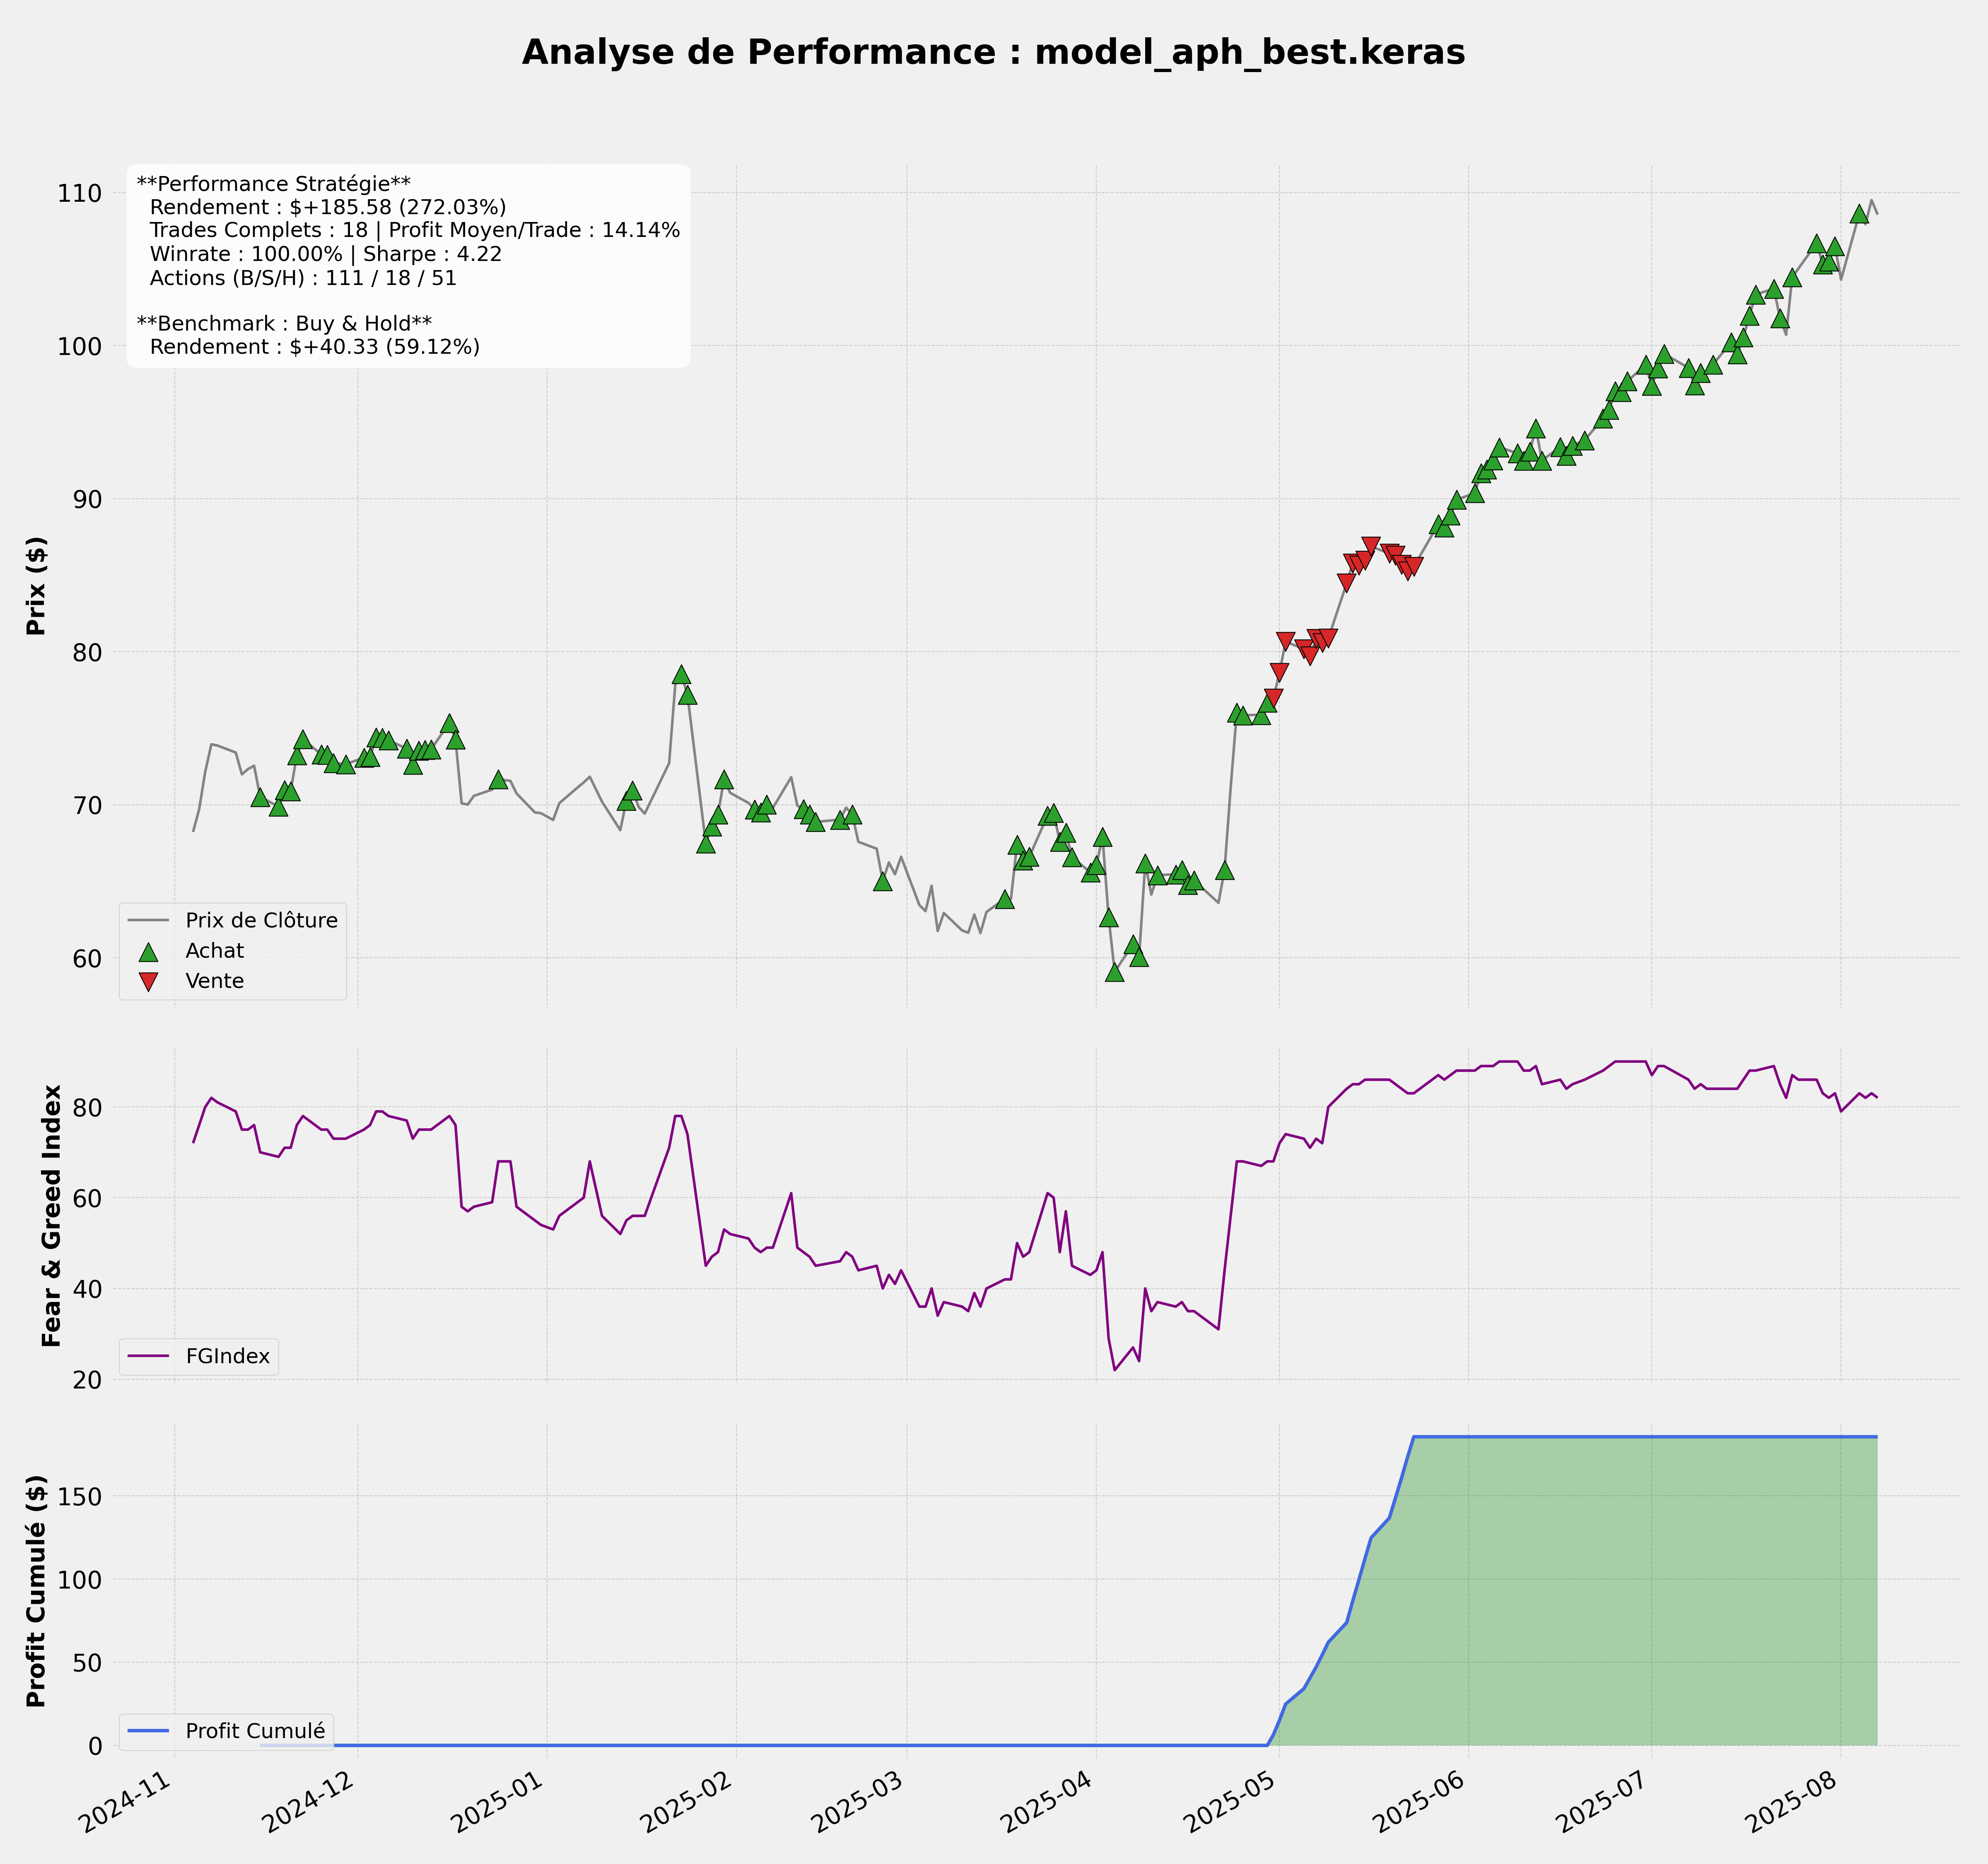 Analyse de Performance : model_aph_best.keras
**Performance Stratégie**
Rendement : $+185.58 (272.03%)
Trades Complets : 18 | Profit Moyen/Trade : 14.14%
Winrate : 100.00% | Sharpe : 4.22
Actions (B/S/H) : 111 / 18 / 51
**Benchmark : Buy & Hold**
Rendement : $+40.33 (59.12%)
Prix ($)
110
100
90
80
70
60
Prix de Clôture
Achat
Vente
Fear & Greed Index
80
60
40
20
FGIndex
Profit Cumulé ($)
150
100
50
0
Profit Cumulé
2024-11
2024-12
2025-01
2025-02
2025-03
2025-04
2025-05
2025-06
2025-07
2025-08